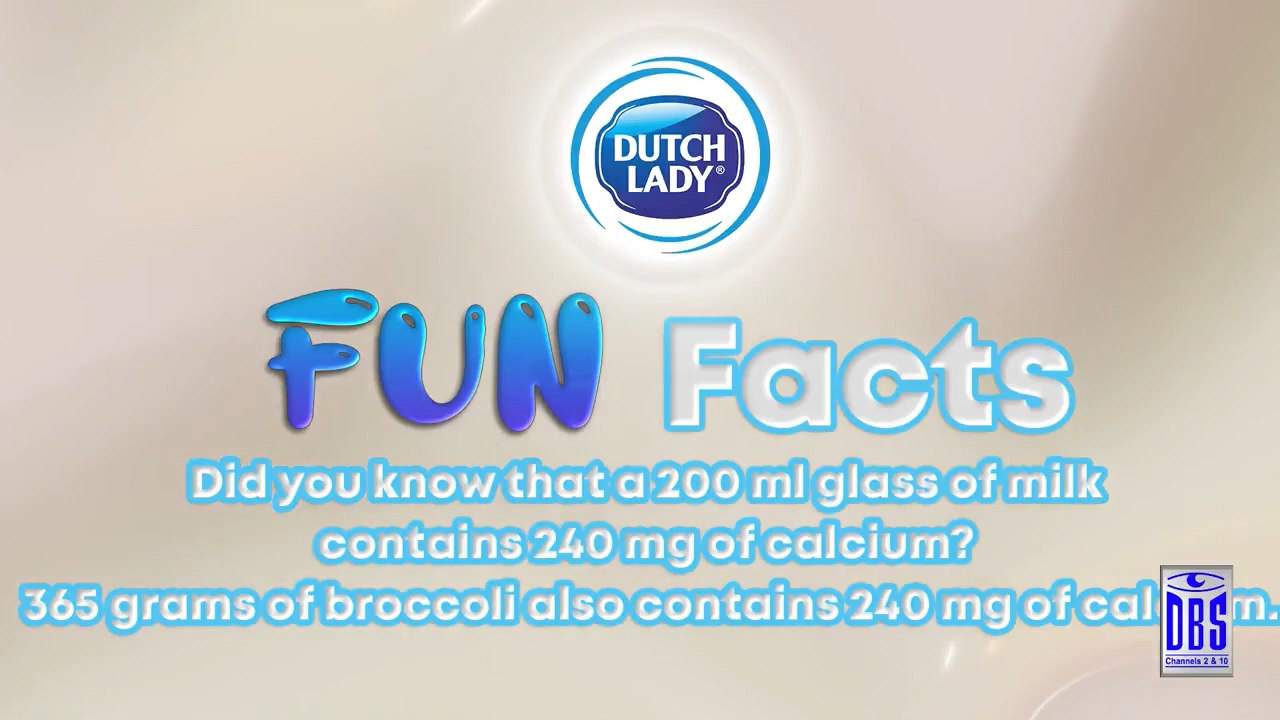 DUTCH
LADY®
FUN Facts
Did you know that a 200 ml glass of milk
contains 240 mg of calcium?
365 grams of broccoli also contains 240 mg of
DBS
Channels 2 & 10